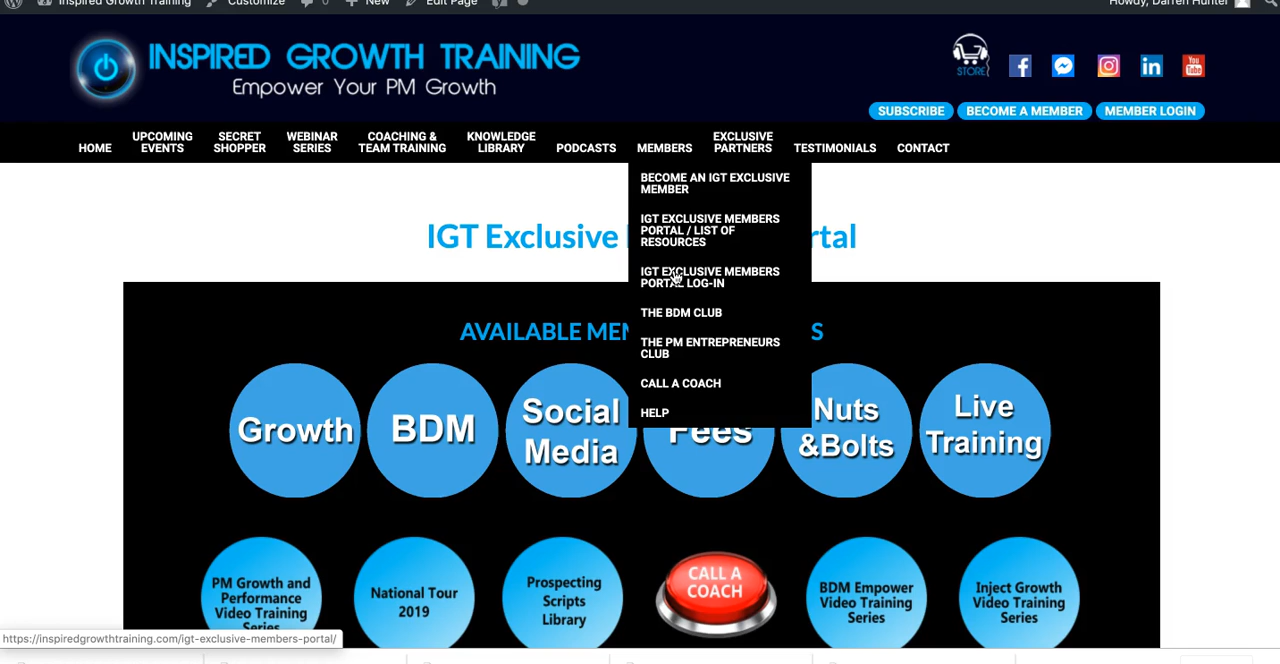 Inspired Growth Training
Customize
0
New
Edit Page
Howdy, Darren Hunter
INSPIRED GROWTH TRAINING
Empower Your PM Growth
STORE
You
Tube
SUBSCRIBE
BECOME A MEMBER
MEMBER LOGIN
HOME
UPCOMING
EVENTS
SECRET
SHOPPER
WEBINAR
SERIES
COACHING &
TEAM TRAINING
KNOWLEDGE
LIBRARY
PODCASTS
MEMBERS
EXCLUSIVE
PARTNERS
TESTIMONIALS
CONTACT
BECOME AN IGT EXCLUSIVE
MEMBER
IGT EXCLUSIVE MEMBERS
PORTAL / LIST OF
RESOURCES
IGT EXCLUSIVE MEMBERS
PORTAL LOG-IN
THE BDM CLUB
THE PM ENTREPRENEURS
CLUB
CALL A COACH
HELP
IGT Exclusive
AVAILABLE
Growth
BDM
Social
Media
Fees
Nuts
&Bolts
Live
Training
PM Growth and
Performance
Video Training
Series
National Tour
2019
Prospecting
Scripts
Library
CALL A
COACH
BDM Empower
Video Training
Series
Inject Growth
Video Training
Series
https://inspiredgrowthtraining.com/igt-exclusive-members-portal/